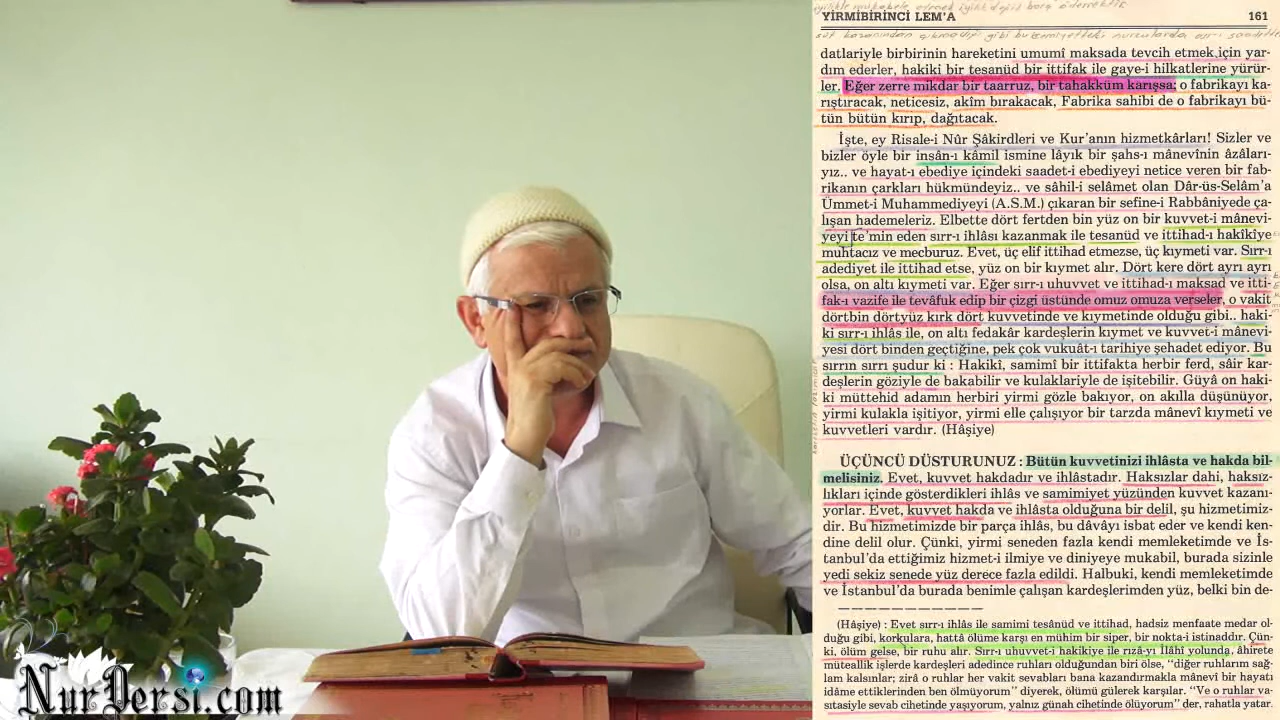 YİRMİBİRİNCİ LEM'A 161
datlariyle birbirinin hareketini umumî maksada tevcih etmek için yar-
dım ederler, hakiki bir tesanüd bir ittifak ile gaye-i hilkatlerine yürür-
ler. Eğer zerre mikdar bir taarruz, bir tahakküm karışsa; o fabrikayı ka-
rıştıracak, neticesiz, akîm bırakacak, Fabrika sahibi de o fabrikayı bü-
tün bütün kırıp, dağıtacak.
İşte, ey Risale-i Nûr Şâkirdleri ve Kur'anın hizmetkârları! Sizler ve
bizler öyle bir insân-ı kâmil ismine lâyık bir şahs-ı mânevînin âzâları-
yız.. ve hayat-ı ebediye içindeki saadet-i ebediyeyi netice veren bir fab-
rikanın çarkları hükmündeyiz.. ve sâhil-i selâmet olan Dâr-üs-Selâm'a
Ümmet-i Muhammediyeyi (A.S.M.) çıkaran bir sefine-i Rabbâniyede ça-
lışan hademeleriz. Elbette dört fertden bin yüz on bir kuvvet-i mânevi-
yeyi te'min eden sırr-ı ihlâsı kazanmak ile tesanüd ve ittihad-ı hakîkîye
muhtacız ve mecburuz. Evet, üç elif ittihad etmezse, üç kıymeti var. Sırr-ı
adediyet ile ittihad etse, yüz on bir kıymet alır. Dört kere dört ayrı ayrı
olsa, on altı kıymeti var. Eğer sırr-ı uhuvvet ve ittihad-ı maksad ve itti-
fak-ı vazife ile tevâfuk edip bir çizgi üstünde omuz omuza verseler, o vakit
dörtbin dörtyüz kırk dört kuvvetinde ve kıymetinde olduğu gibi.. haki-
ki sırr-ı ihlâs ile, on altı fedakâr kardeşlerin kıymet ve kuvvet-i mânevi-
yesi dört binden geçtiğine, pek çok vukuât-ı tarihiye şehadet ediyor. Bu
sırrın sırrı şudur ki : Hakikî, samimî bir ittifakta herbir ferd, sâir kar-
deşlerin göziyle de bakabilir ve kulaklariyle de işitebilir. Güyâ on haki-
ki müttehid adamın herbiri yirmi gözle bakıyor, on akılla düşünüyor,
yirmi kulakla işitiyor, yirmi elle çalışıyor bir tarzda mânevî kıymeti ve
kuvvetleri vardır. (Hâşiye)
ÜÇÜNCÜ DÜSTURUNUZ : Bütün kuvvetinizi ihlâsta ve hakda bil-
melisiniz. Evet, kuvvet hakdadır ve ihlâstadır. Haksızlar dahi, haksız-
lıkları içinde gösterdikleri ihlâs ve samimiyet yüzünden kuvvet kazanı-
yorlar. Evet, kuvvet hakda ve ihlâsta olduğuna bir delil, şu hizmetimiz-
dir. Bu hizmetimizde bir parça ihlâs, bu dâvâyı isbat eder ve kendi ken-
dine delil olur. Çünki, yirmi seneden fazla kendi memleketimde ve İs-
tanbul'da ettiğimiz hizmet-i ilmiye ve diniyeye mukabil, burada sizinle
yedi sekiz senede yüz derece fazla edildi. Halbuki, kendi memleketimde
ve İstanbul'da burada benimle çalışan kardeşlerimden yüz, belki bin de-
(Hâşiye) : Evet sırr-ı ihlâs ile samimî tesânüd ve ittihad, hadsiz menfaate medar ol-
duğu gibi, korkulara, hattâ ölüme karşı en mühim bir siper, bir nokta-i istinaddır. Çün-
ki, ölüm gelse, bir ruhu alır. Sırr-ı uhuvvet-i hakikiye ile rızâ-yı İlâhî yolunda, âhirete
müteallik işlerde kardeşleri adedince ruhları olduğundan biri ölse, "diğer ruhlarım sağ-
lam kalsınlar; zirâ o ruhlar her vakit sevabları bana kazandırmakla mânevî bir hayatı
idâme ettiklerinden ben ölmüyorum" diyerek, ölümü gülerek karşılar. "Ve o ruhlar va-
sıtasiyle sevab cihetinde yaşıyorum, yalnız günah cihetinde ölüyorum" der, rahatla yatar.
NurDersi.com